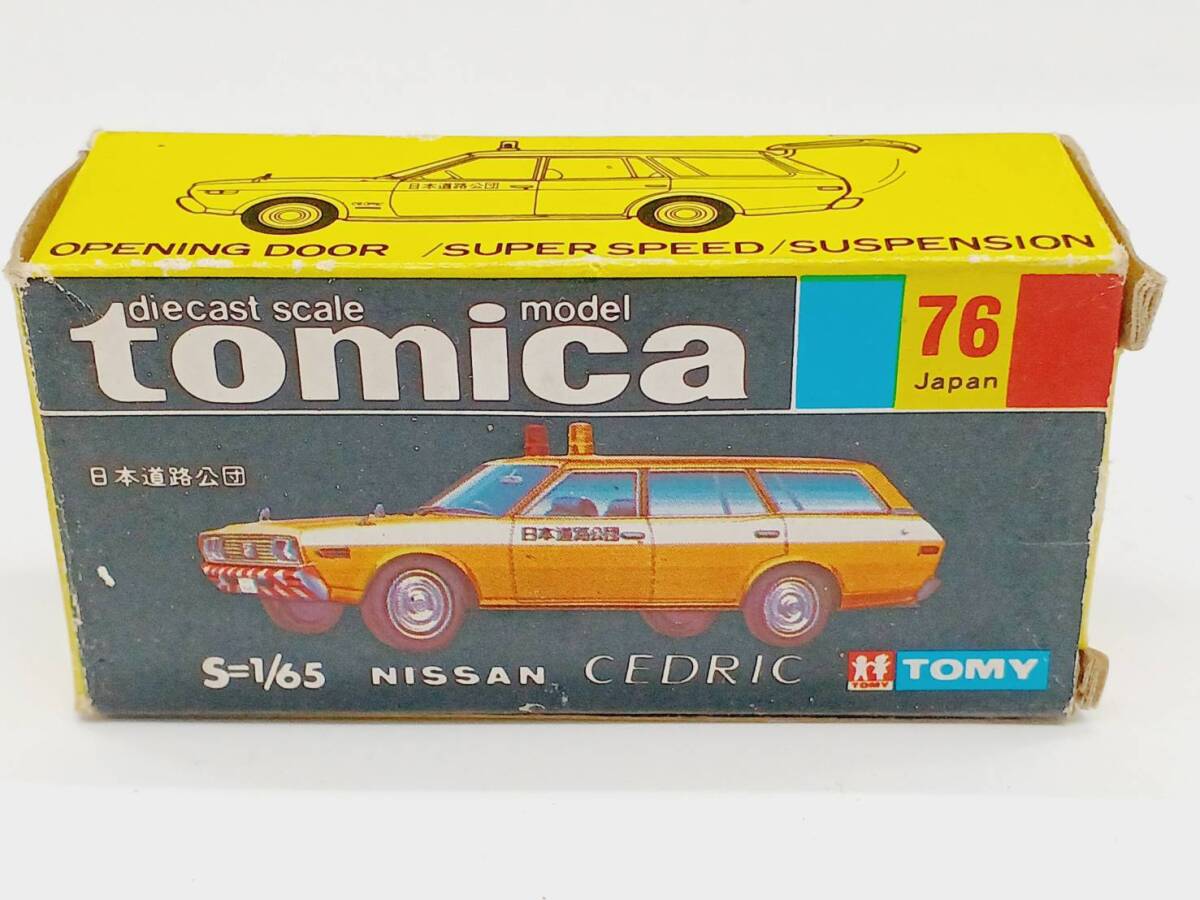 日本道路公団
OPENING DOOR /SUPER SPEED/SUSPENSION
diecast scale model
tomica
76
Japan
日本道路公団
日本道路公団
S=1/65 NISSAN CEDRIC TOMY TOMY